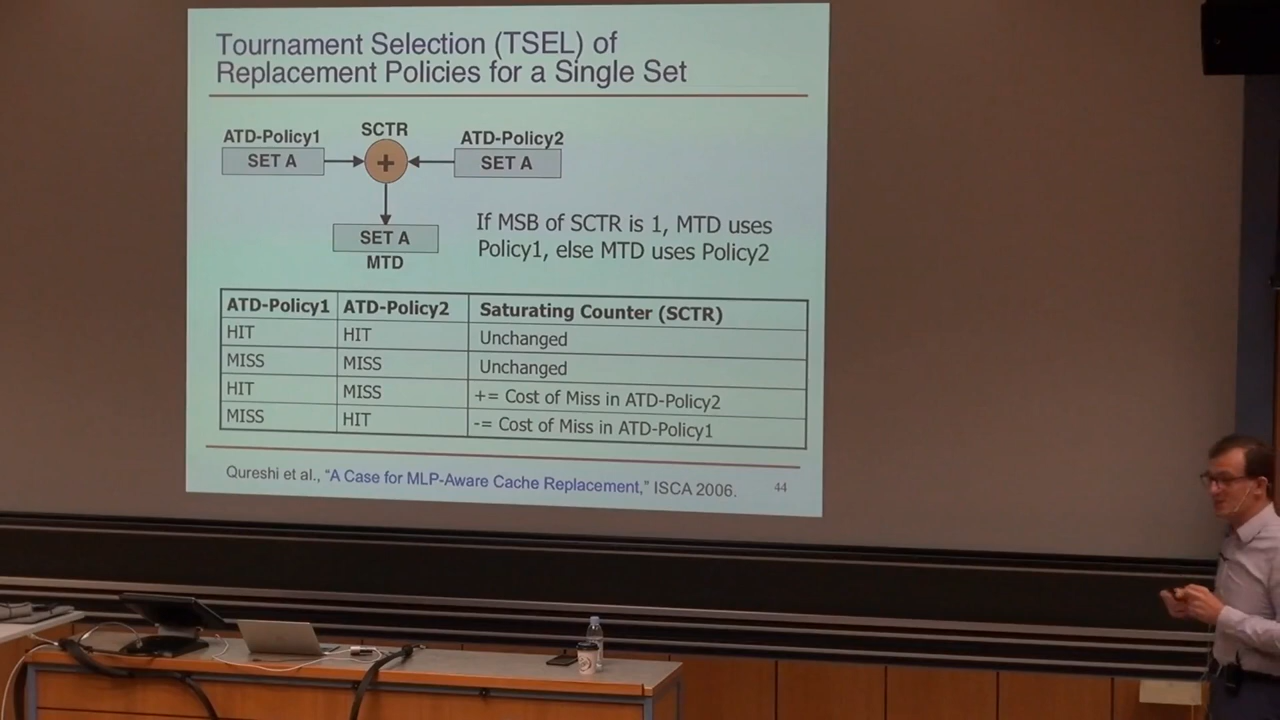 Tournament Selection (TSEL) of
Replacement Policies for a Single Set
ATD-Policy1
SCTR
ATD-Policy2
SET A
+
SET A
If MSB of SCTR is 1, MTD uses
Policy1, else MTD uses Policy2
SET A
MTD
ATD-Policy1 ATD-Policy2 Saturating Counter (SCTR)
HIT HIT Unchanged
MISS MISS Unchanged
HIT MISS += Cost of Miss in ATD-Policy2
MISS HIT -= Cost of Miss in ATD-Policy1
Qureshi et al., “A Case for MLP-Aware Cache Replacement,” ISCA 2006.
44